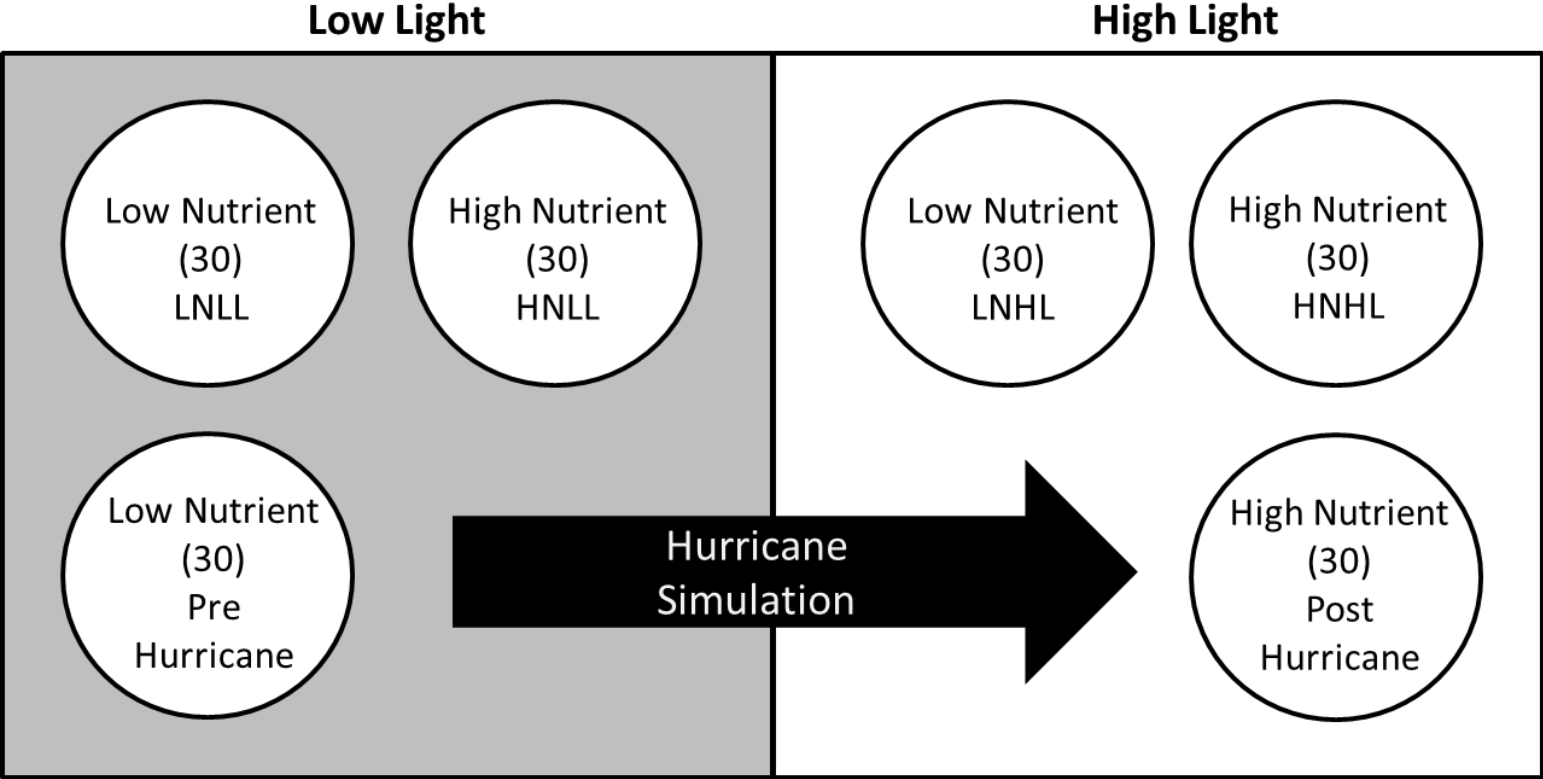 Low Light
High Light
Low Nutrient
(30)
LNLL
High Nutrient
(30)
HNLL
Low Nutrient
(30)
LNHL
High Nutrient
(30)
HNHL
Low Nutrient
(30)
Pre
Hurricane
Hurricane
Simulation
High Nutrient
(30)
Post
Hurricane